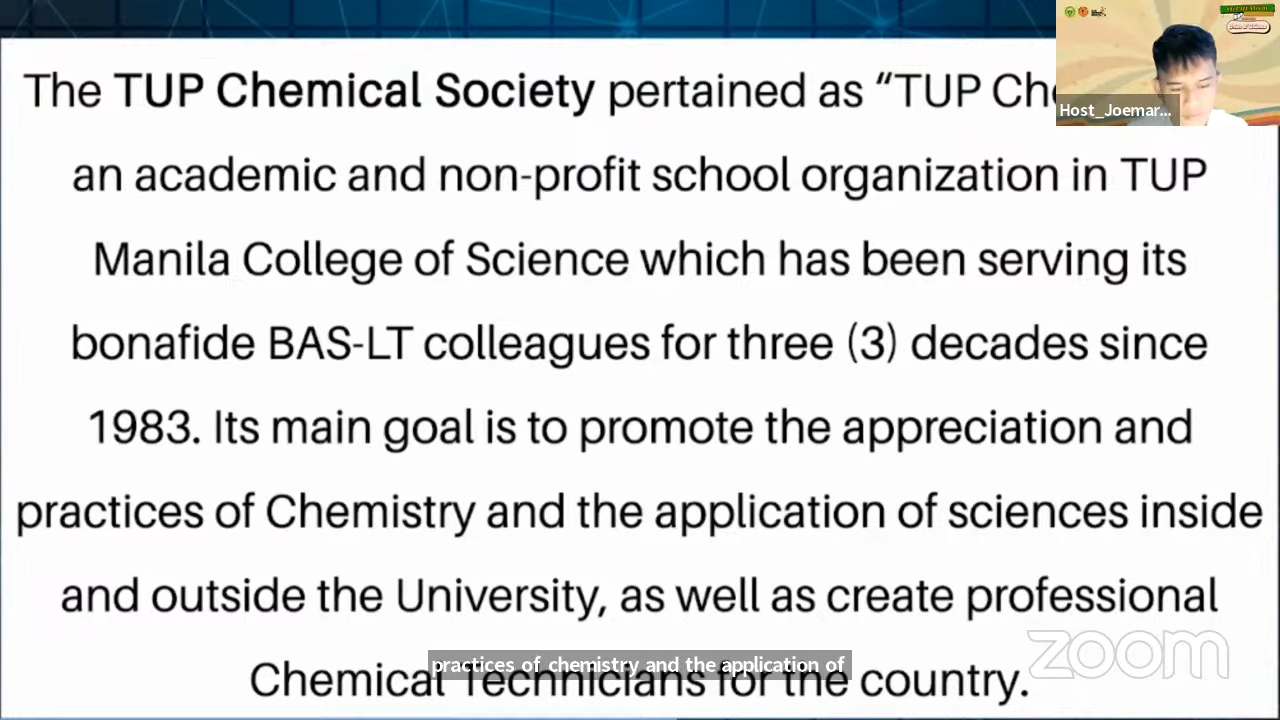 The TUP Chemical Society pertained as “TUP
an academic and non-profit school organization in TUP
Manila College of Science which has been serving its
bonafide BAS-LT colleagues for three (3) decades since
1983. Its main goal is to promote the appreciation and
practices of Chemistry and the application of sciences inside
and outside the University, as well as create professional
Chemical Technicians for the country.
practices of chemistry and the application of
Host_Joemar...
zoom